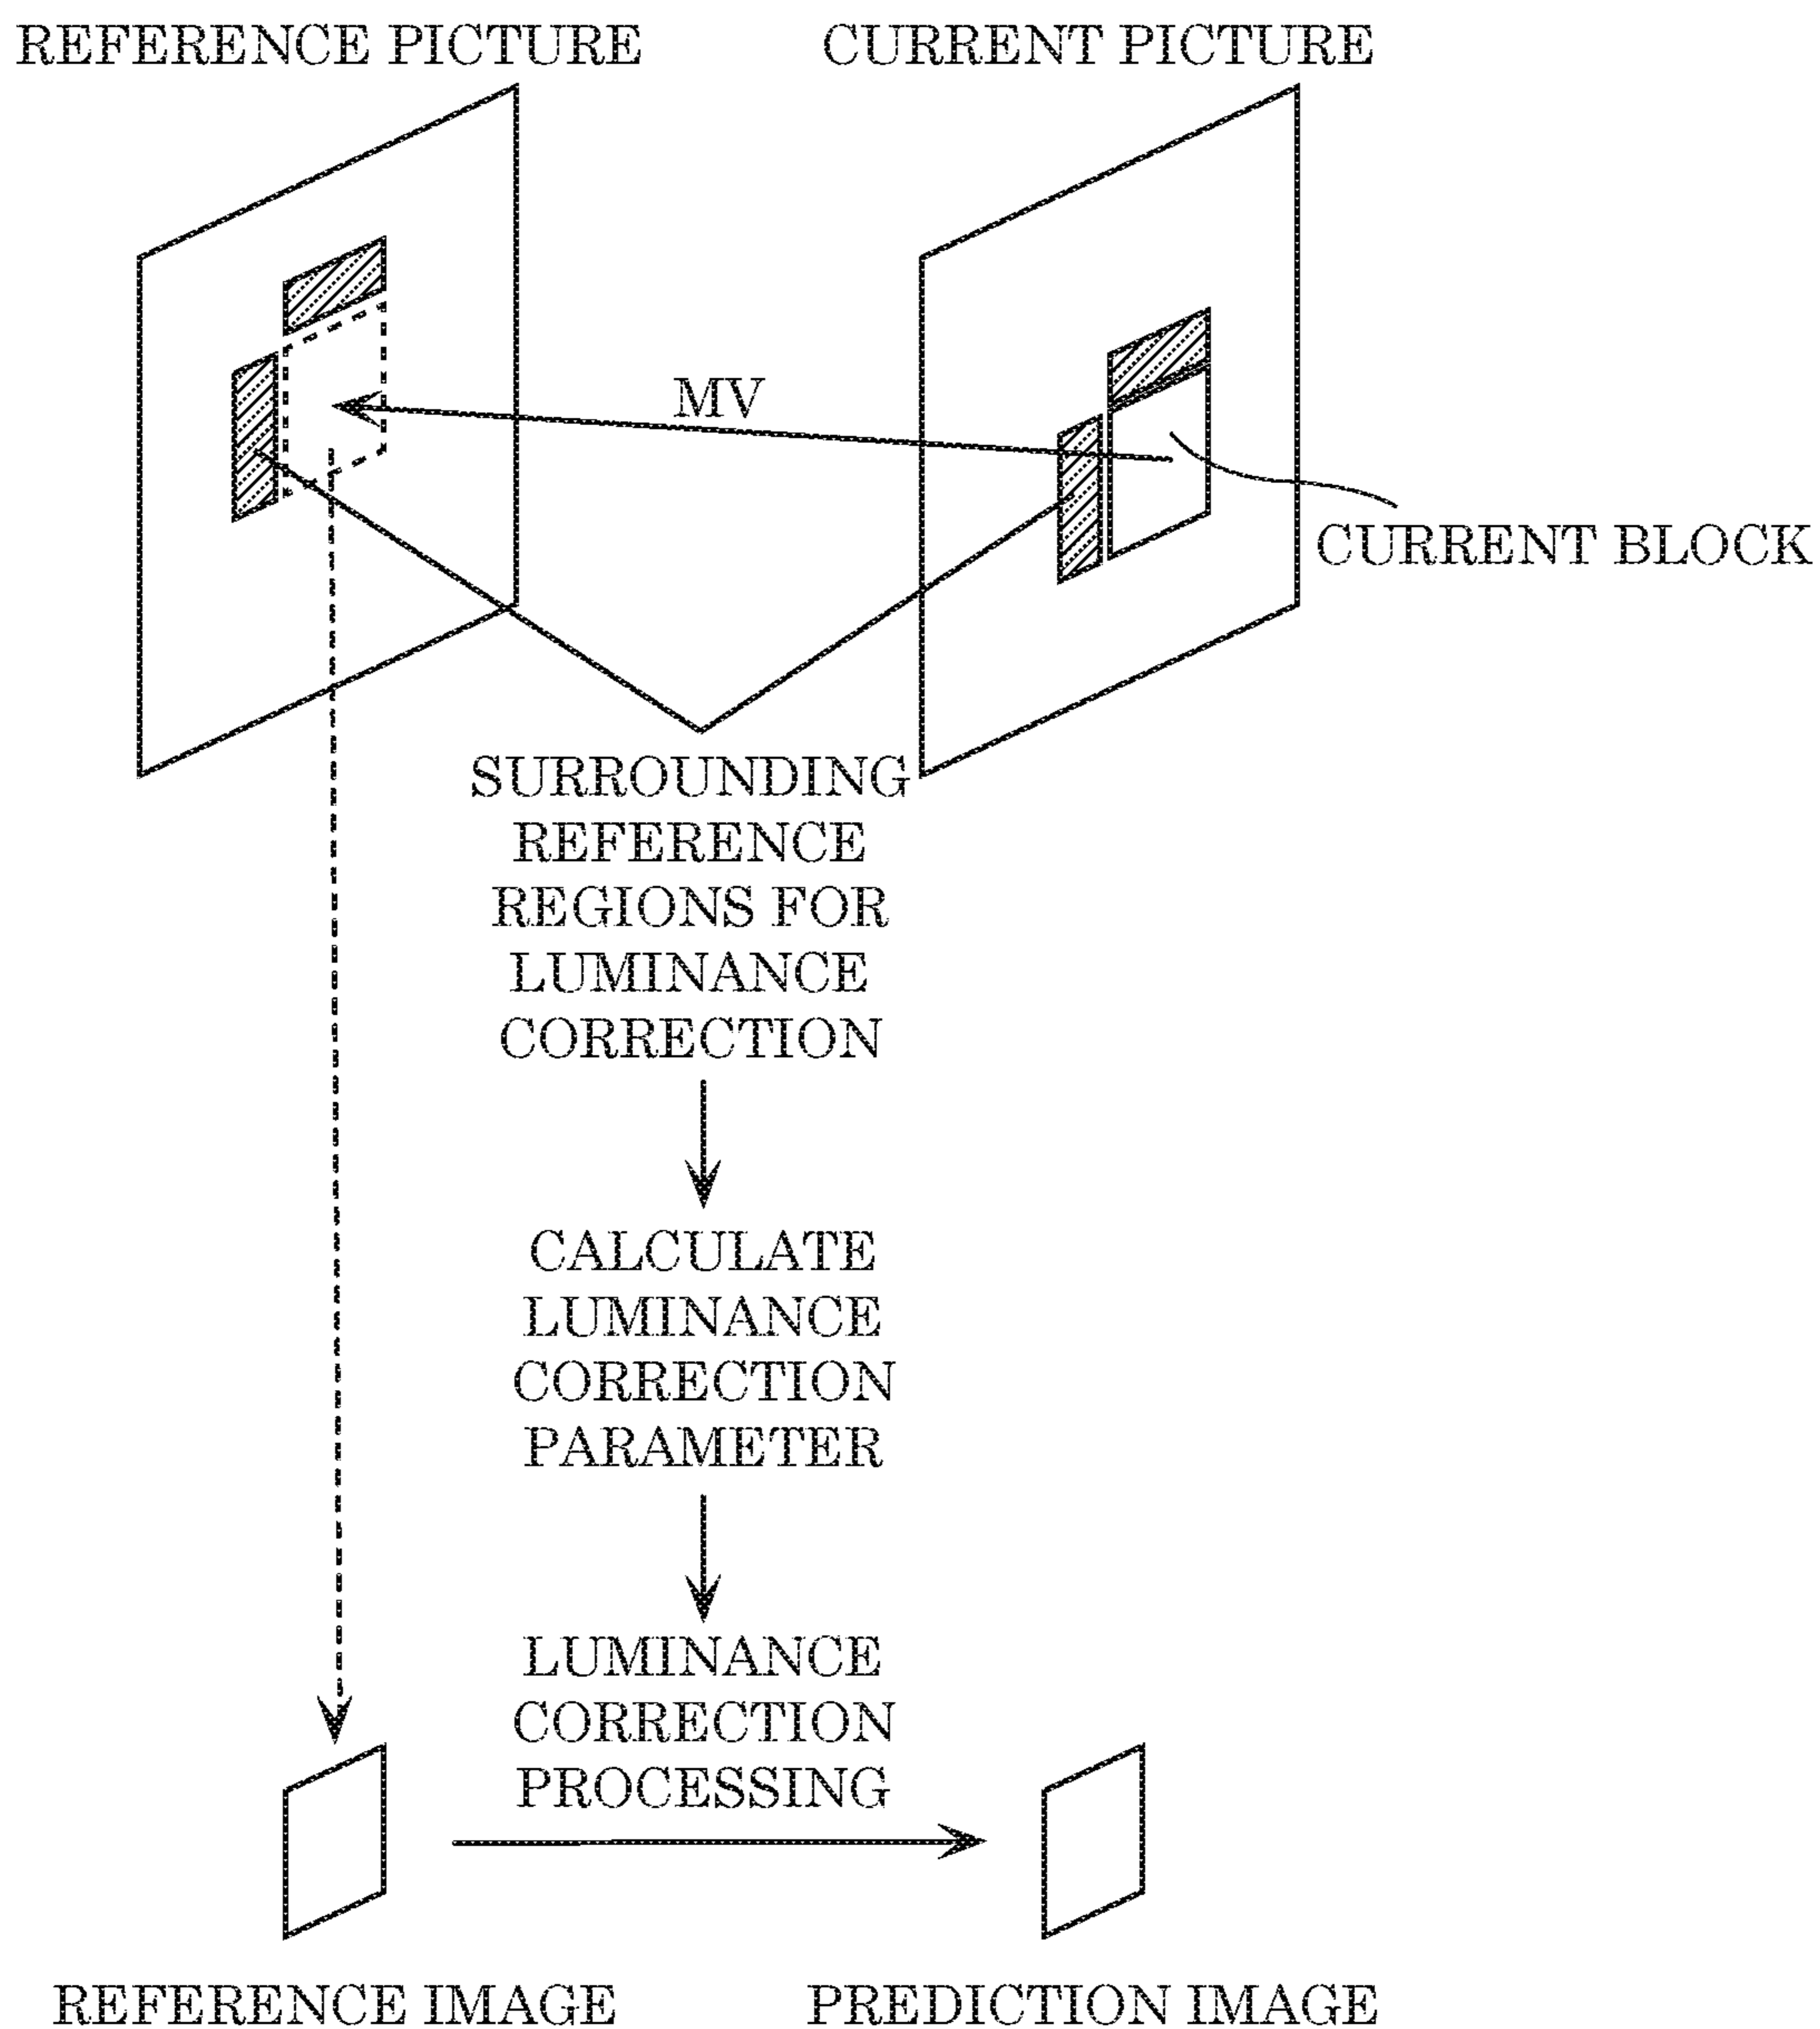 REFERENCE PICTURE
CURRENT PICTURE
MV
CURRENT BLOCK
SURROUNDING
REFERENCE
REGIONS FOR
LUMINANCE
CORRECTION
CALCULATE
LUMINANCE
CORRECTION
PARAMETER
LUMINANCE
CORRECTION
PROCESSING
REFERENCE IMAGE
PREDICTION IMAGE